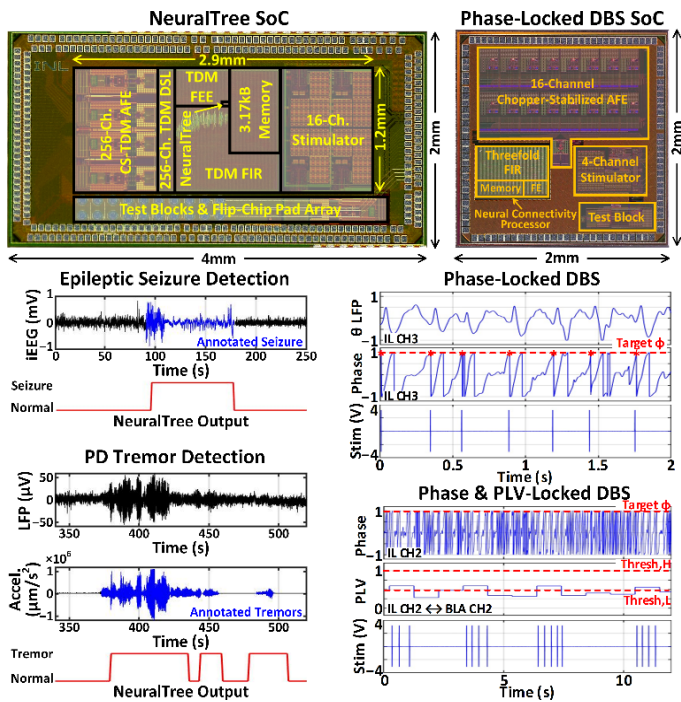 NeuralTree SoC
2.9mm
256-Ch.
CS-TDM AFE
256-Ch. TDM DSL
TDM
FEE
NeuralTree
3.17kB
Memory
TDM FIR
16-Ch.
Stimulator
1.2mm
Test Blocks & Flip-Chip Pad Array
2mm
4mm
Phase-Locked DBS SoC
16-Channel
Chopper-Stabilized AFE
Threefold
FIR
Memory
FE
Neural Connectivity
Processor
4-Channel
Stimulator
Test Block
2mm
2mm
Epileptic Seizure Detection
iEEG (mV)
1
0
-1
Annotated Seizure
0 50 100 150 200 250
Time (s)
Seizure
Normal
NeuralTree Output
PD Tremor Detection
LFP (μV)
50
0
-50
350 400 450 500
Time (s)
×10⁶
Accel. (μm/s²)
2
0
-2
Annotated Tremors
350 400 450 500
Time (s)
Tremor
Normal
NeuralTree Output
Phase-Locked DBS
θ LFP
1
-1
IL CH3
Target ϕ
Phase
1
-1
IL CH3
Stim (V)
4
-4
0 0.5 1 1.5 2
Time (s)
Phase & PLV-Locked DBS
Target ϕ
Phase
1
-1
IL CH2
Thresh,H
PLV
1
0
Thresh,L
IL CH2 ↔ BLA CH2
Stim (V)
4
-4
0 5 10
Time (s)